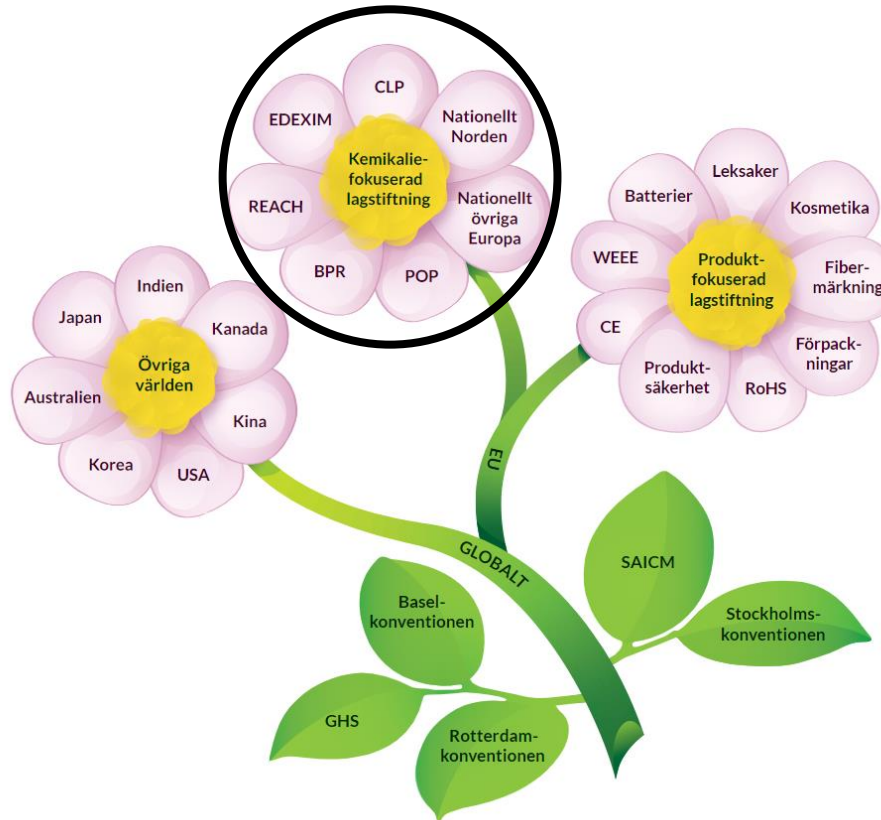 CLP
EDEXIM
Nationellt
Norden
Kemikalie-
fokuserad
lagstiftning
REACH
Nationellt
övriga
Europa
BPR
POP
Leksaker
Batterier
Kosmetika
WEEE
Produkt-
fokuserad
lagstiftning
Fiber-
märkning
CE
Förpack-
ningar
Produkt-
säkerhet
RoHS
Indien
Japan
Kanada
Övriga
världen
Australien
Kina
Korea
USA
EU
GLOBALT
SAICM
Basel-
konventionen
Stockholms-
konventionen
GHS
Rotterdam-
konventionen